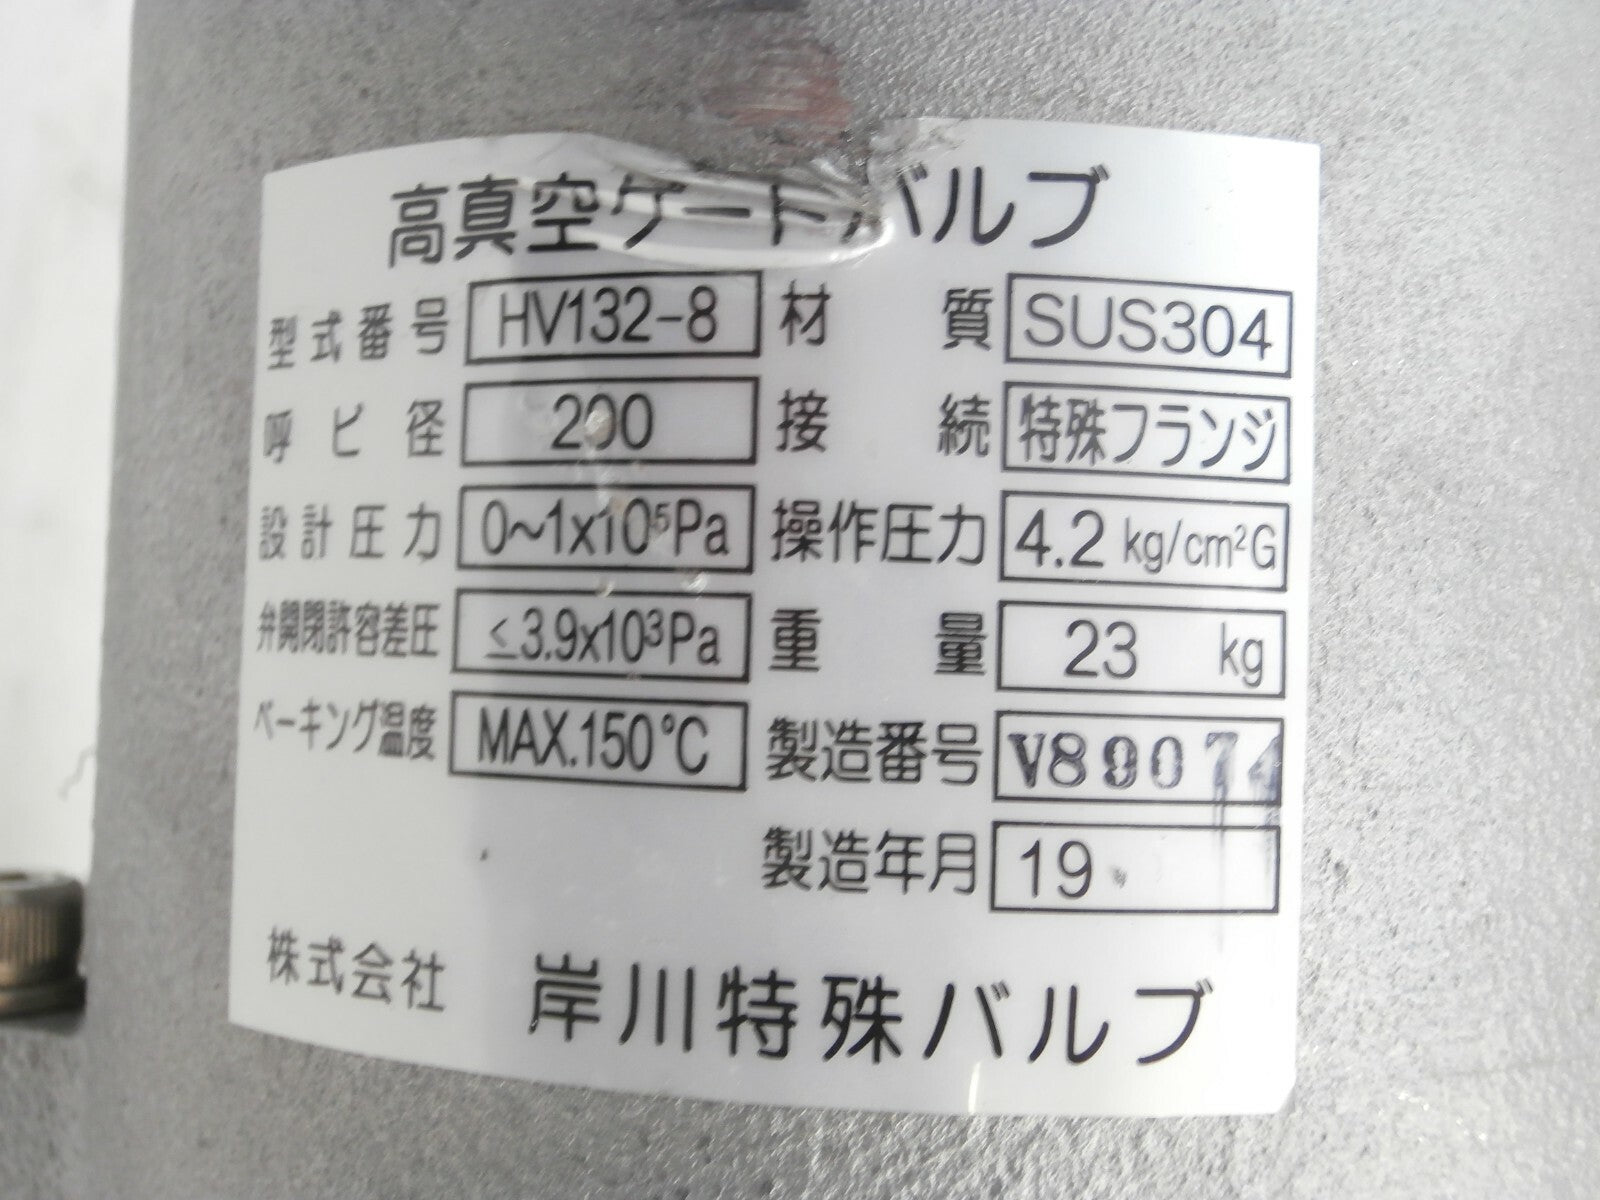 高真空ゲートバルブ
型式番号 HV132-8 材質 SUS304
呼ビ径 200 接続 特殊フランジ
設計圧力 0~1x10⁵Pa 操作圧力 4.2 kg/cm²G
弁開閉許容差圧 ≤3.9x10³Pa 重量 23 kg
ベーキング温度 MAX.150℃ 製造番号 V89074
製造年月 19
株式会社 岸川特殊バルブ